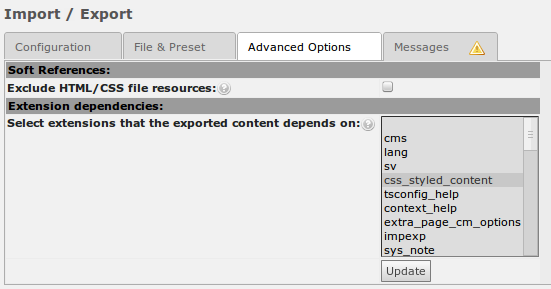 Import / Export
Configuration File & Preset Advanced Options Messages
Soft References:
Exclude HTML/CSS file resources:
Extension dependencies:
Select extensions that the exported content depends on:
cms
lang
sv
css_styled_content
tsconfig_help
context_help
extra_page_cm_options
impexp
sys_note
Update